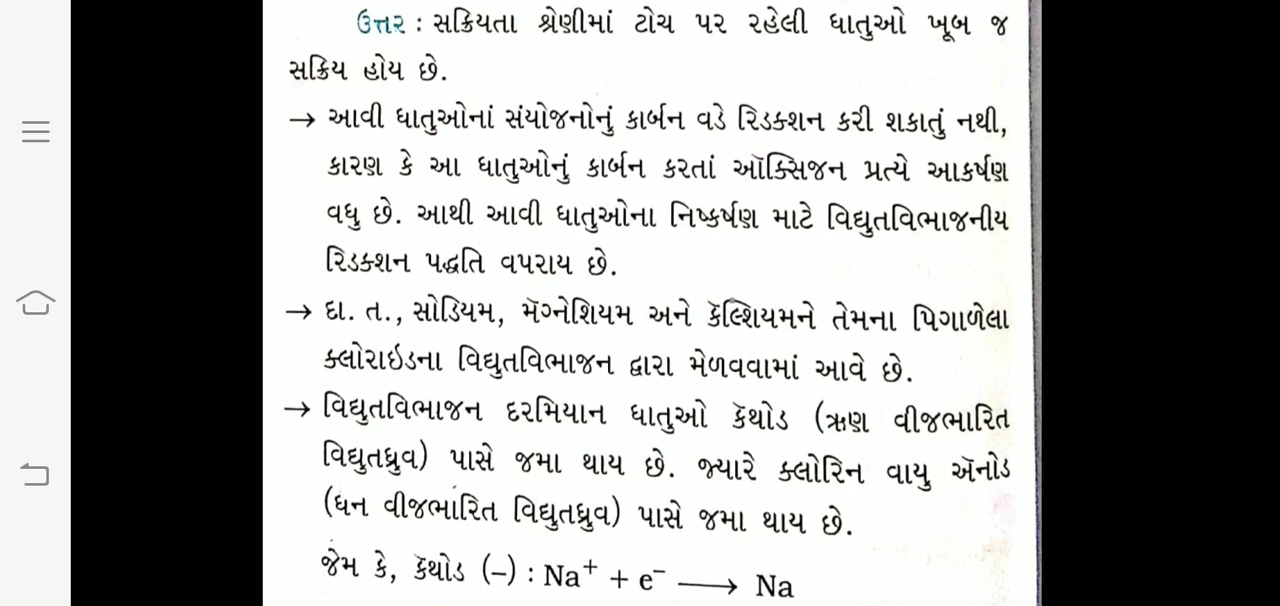 ઉત્તર : સક્રિયતા શ્રેણીમાં ટોચ પર રહેલી ધાતુઓ ખૂબ જ
સક્રિય હોય છે.
→ આવી ધાતુઓનાં સંયોજનોનું કાર્બન વડે રિડક્શન કરી શકાતું નથી,
કારણ કે આ ધાતુઓનું કાર્બન કરતાં ઑક્સિજન પ્રત્યે આકર્ષણ
વધુ છે. આથી આવી ધાતુઓના નિષ્કર્ષણ માટે વિદ્યુતવિભાજનીય
રિડક્શન પદ્ધતિ વપરાય છે.
→ દા. ત., સોડિયમ, મૅગ્નેશિયમ અને કૅલ્શિયમને તેમના પિગાળેલા
ક્લોરાઇડના વિદ્યુતવિભાજન દ્વારા મેળવવામાં આવે છે.
→ વિદ્યુતવિભાજન દરમિયાન ધાતુઓ કૅથોડ (ઋણ વીજભારિત
વિદ્યુતધ્રુવ) પાસે જમા થાય છે. જ્યારે ક્લોરિન વાયુ ઍનોડ
(ધન વીજભારિત વિદ્યુતધ્રુવ) પાસે જમા થાય છે.
જેમ કે, કૅથોડ (–) : Na⁺ + e⁻ ⟶ Na